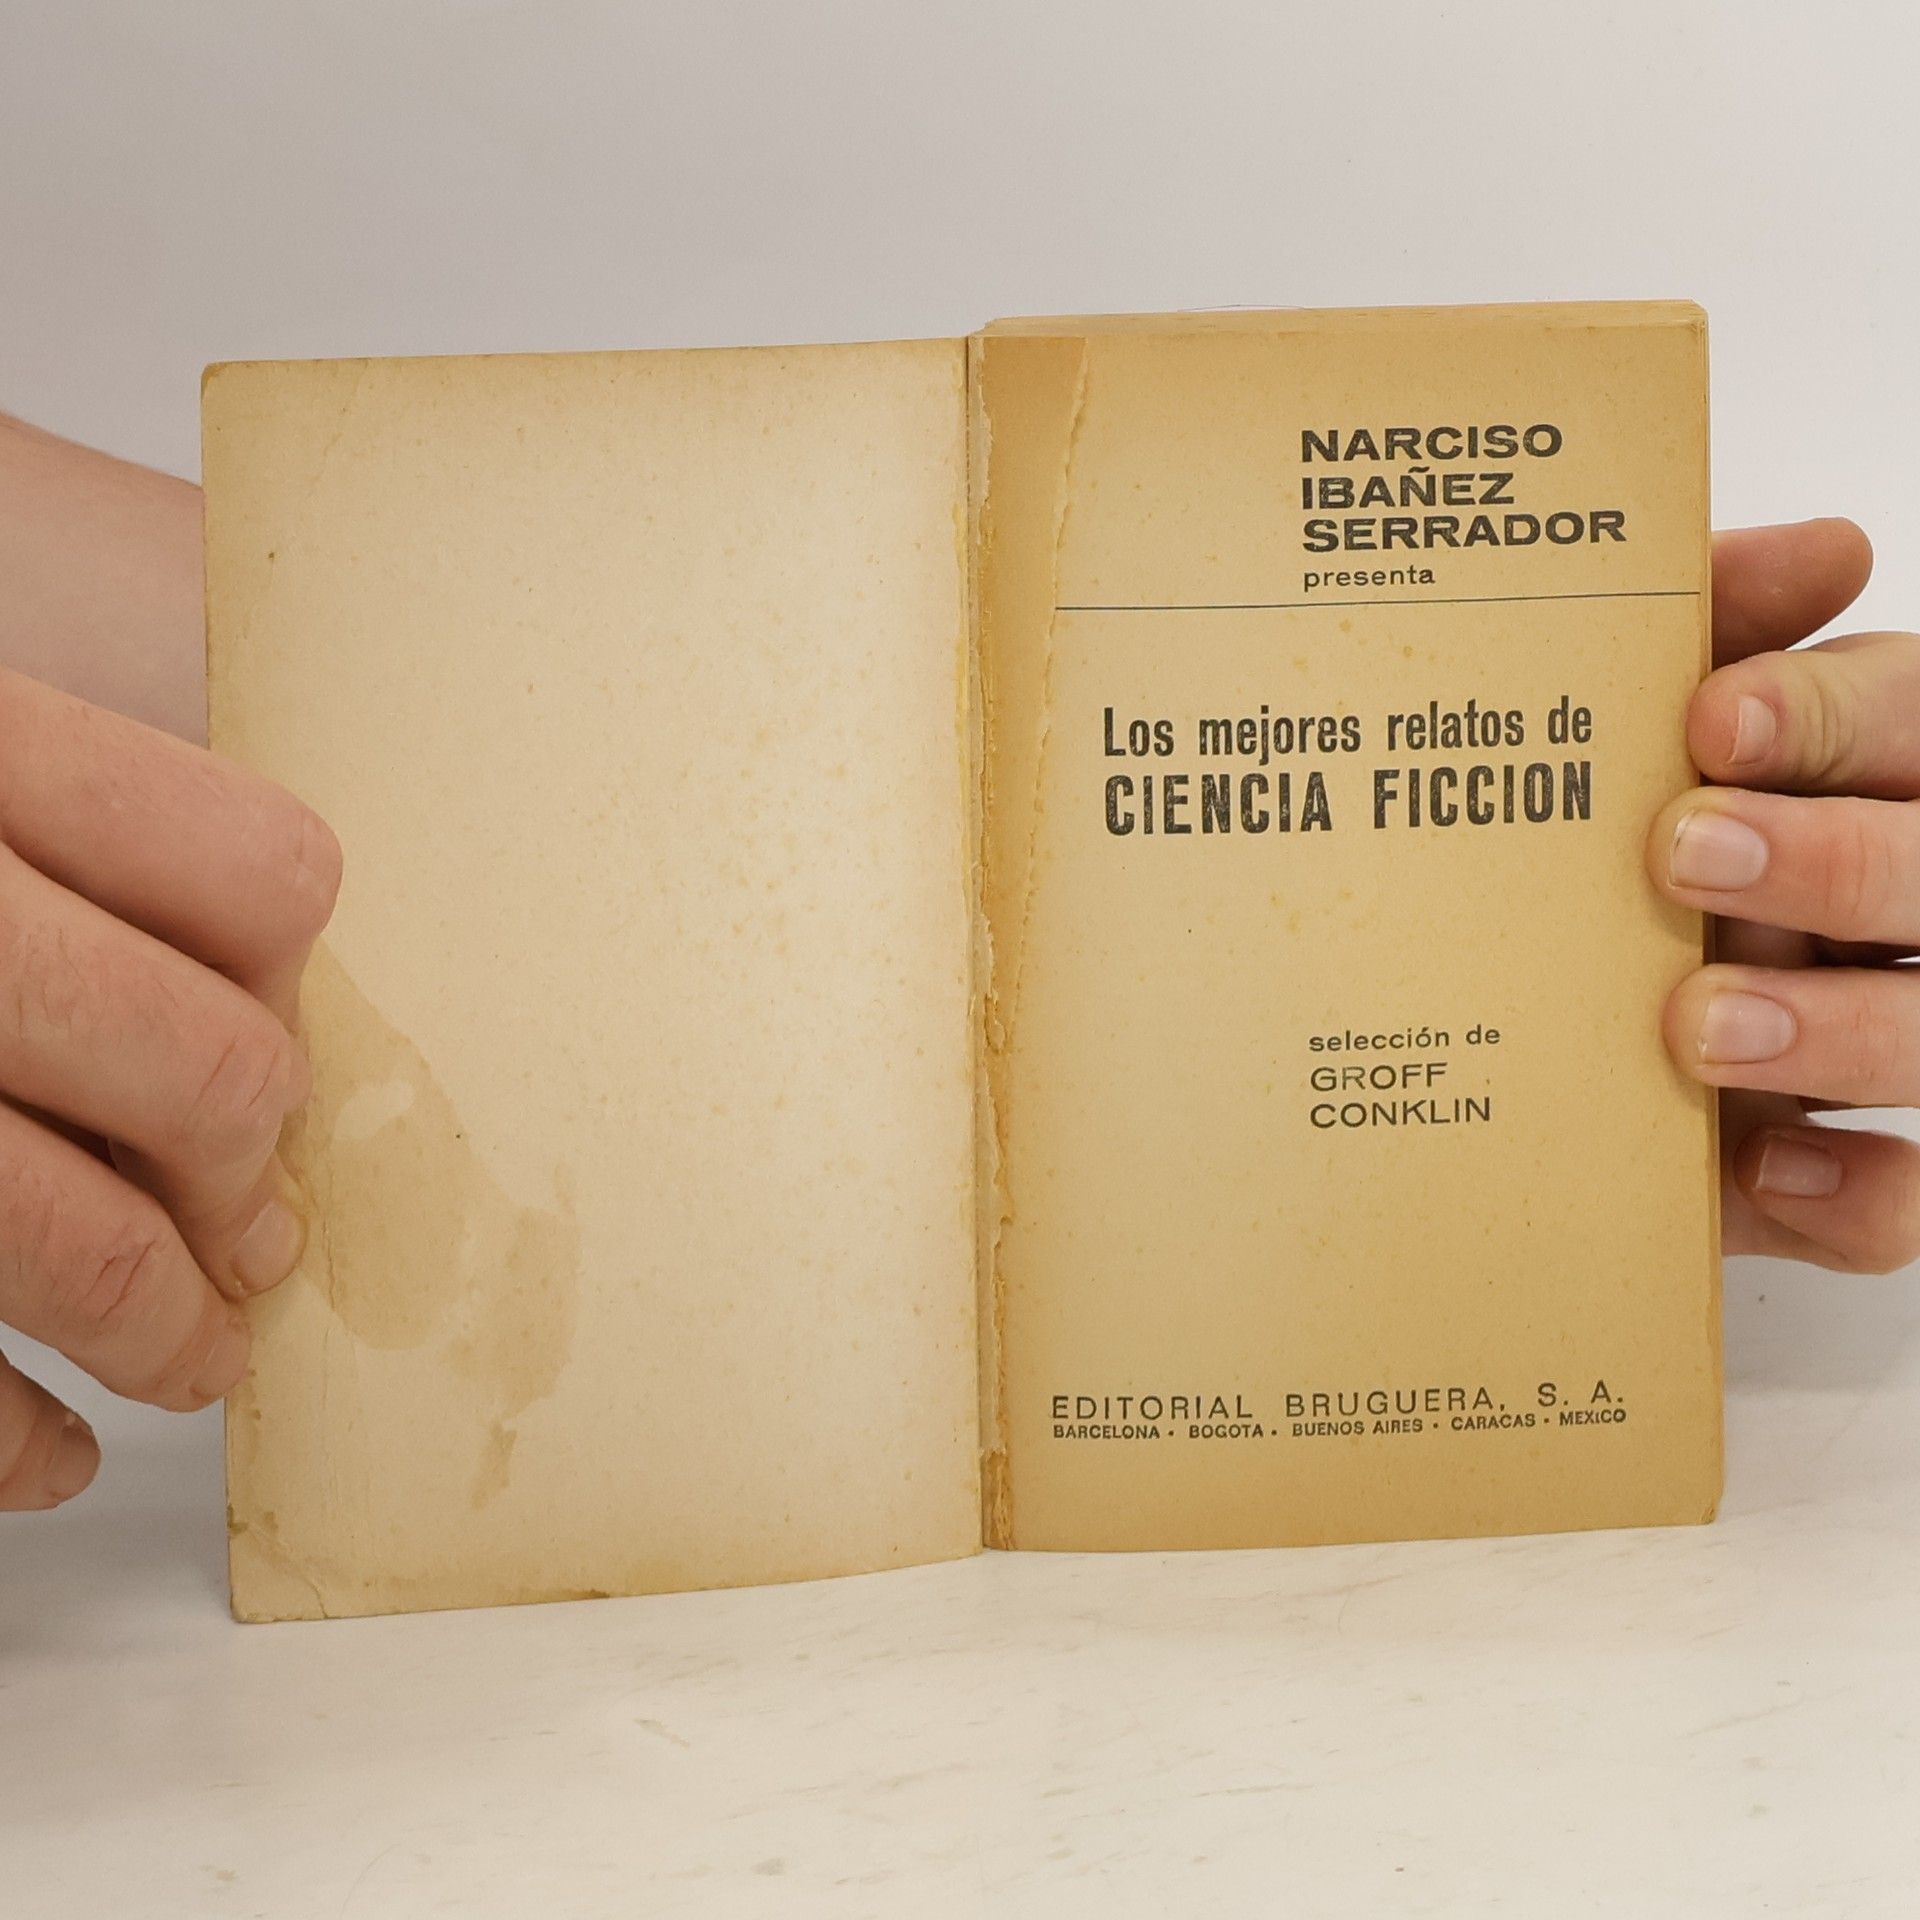 NARCISO
IBAÑEZ
SERRADOR
presenta
Los mejores relatos de
CIENCIA FICCION
selección de
GROFF
CONKLIN
EDITORIAL BRUGUERA, S. A.
BARCELONA • BOGOTA • BUENOS AIRES • CARACAS • MEXICO